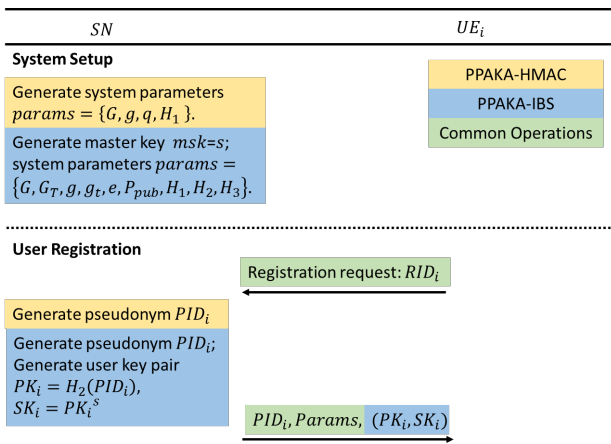 SN UE_i
System Setup
PPAKA-HMAC
PPAKA-IBS
Common Operations
Generate system parameters
params = {G, g, q, H_1 }.
Generate master key msk=s;
system parameters params =
{G, G_T, g, g_t, e, P_pub, H_1, H_2, H_3}.
User Registration
Registration request: RID_i
Generate pseudonym PID_i
Generate pseudonym PID_i;
Generate user key pair
PK_i = H_2(PID_i),
SK_i = PK_i^s
PID_i, Params, (PK_i, SK_i)